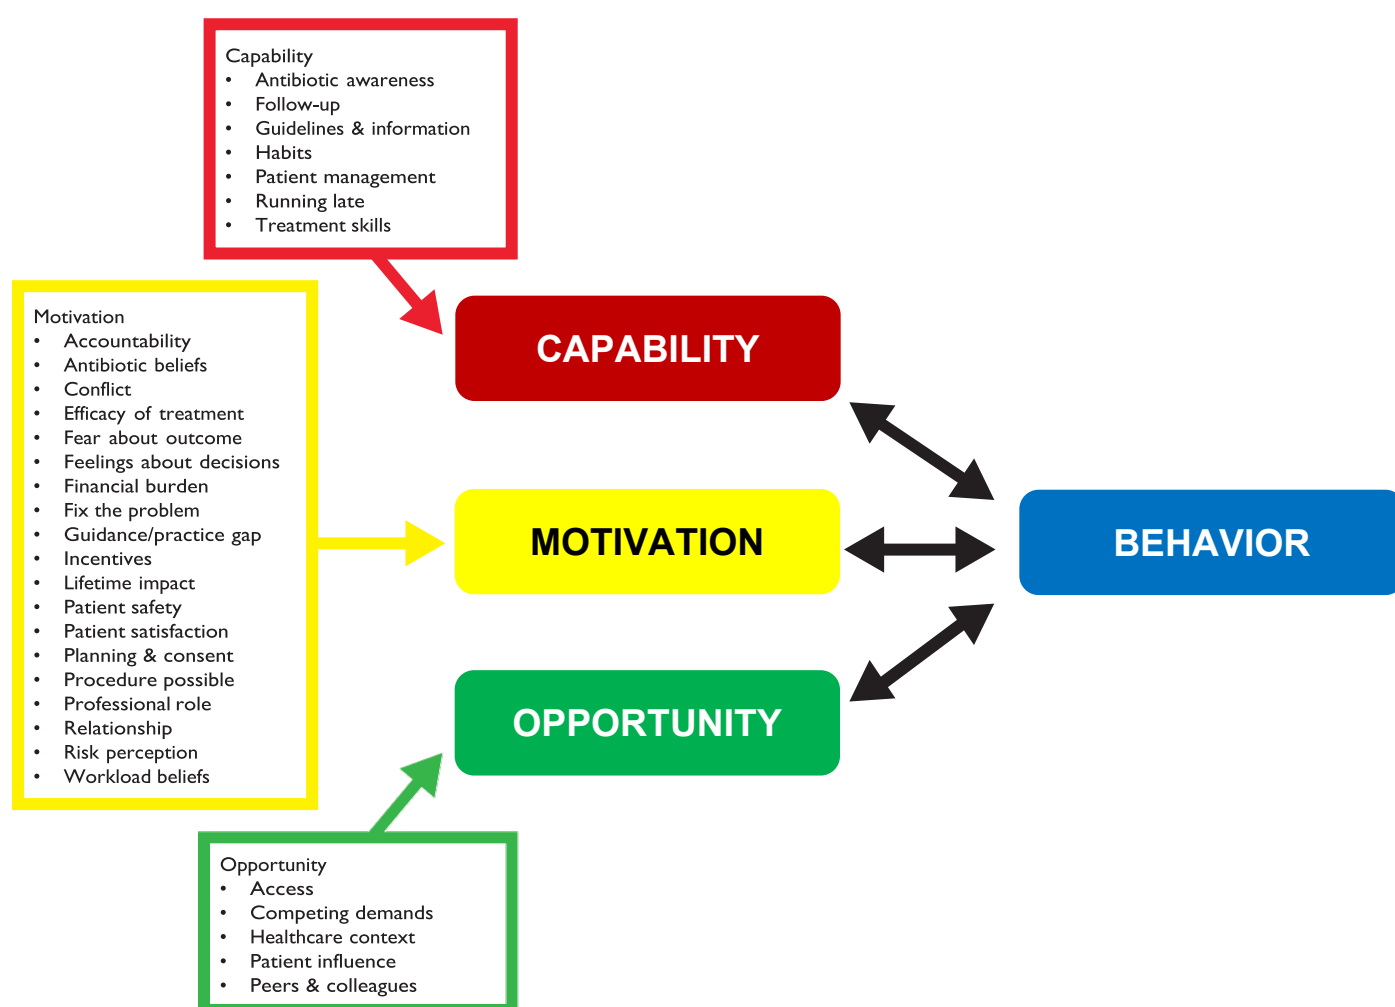 Capability
• Antibiotic awareness
• Follow-up
• Guidelines & information
• Habits
• Patient management
• Running late
• Treatment skills
Motivation
• Accountability
• Antibiotic beliefs
• Conflict
• Efficacy of treatment
• Fear about outcome
• Feelings about decisions
• Financial burden
• Fix the problem
• Guidance/practice gap
• Incentives
• Lifetime impact
• Patient safety
• Patient satisfaction
• Planning & consent
• Procedure possible
• Professional role
• Relationship
• Risk perception
• Workload beliefs
CAPABILITY
MOTIVATION
BEHAVIOR
OPPORTUNITY
Opportunity
• Access
• Competing demands
• Healthcare context
• Patient influence
• Peers & colleagues